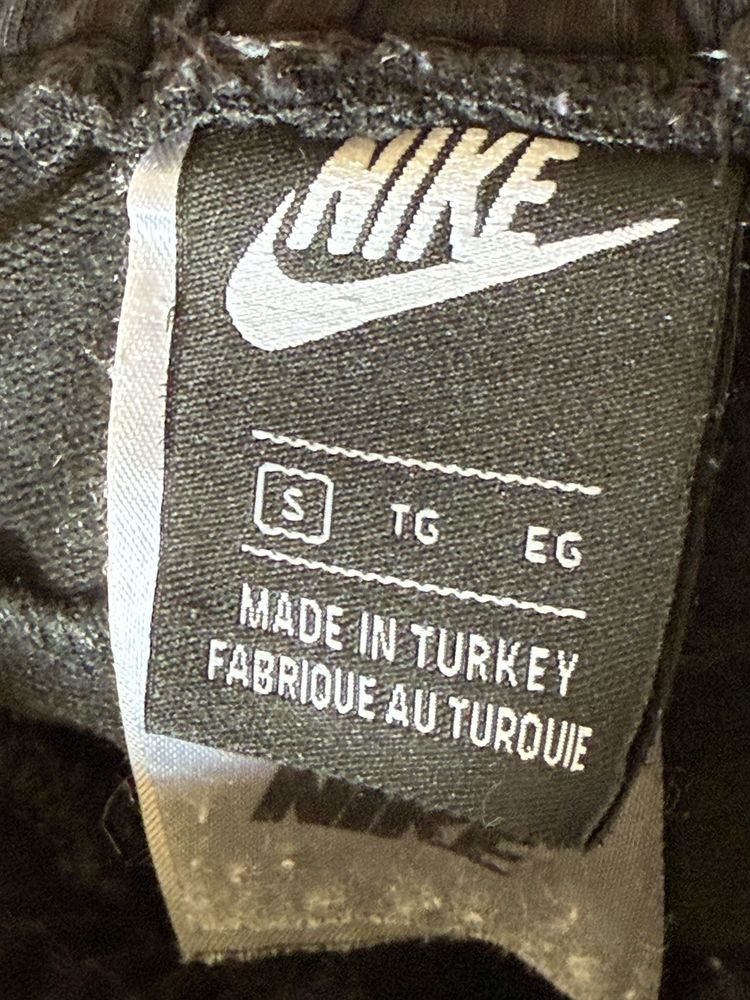 NIKE
S TG EG
MADE IN TURKEY
FABRIQUE AU TURQUIE
NIKE